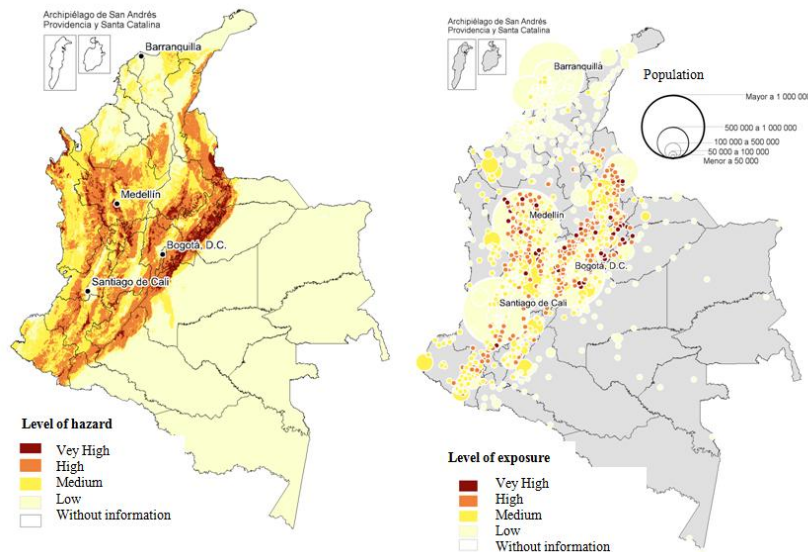 Archipiélago de San Andrés
Providencia y Santa Catalina
Barranquilla
Medellín
Bogotá, D.C.
Santiago de Cali
Level of hazard
Vey High
High
Medium
Low
Without information
Archipiélago de San Andrés
Providencia y Santa Catalina
Barranquilla
Population
Mayor a 1 000 000
500 000 a 1 000 000
100 000 a 500 000
50 000 a 100 000
Menor a 50 000
Medellín
Bogotá, D.C.
Santiago de Cali
Level of exposure
Vey High
High
Medium
Low
Without information